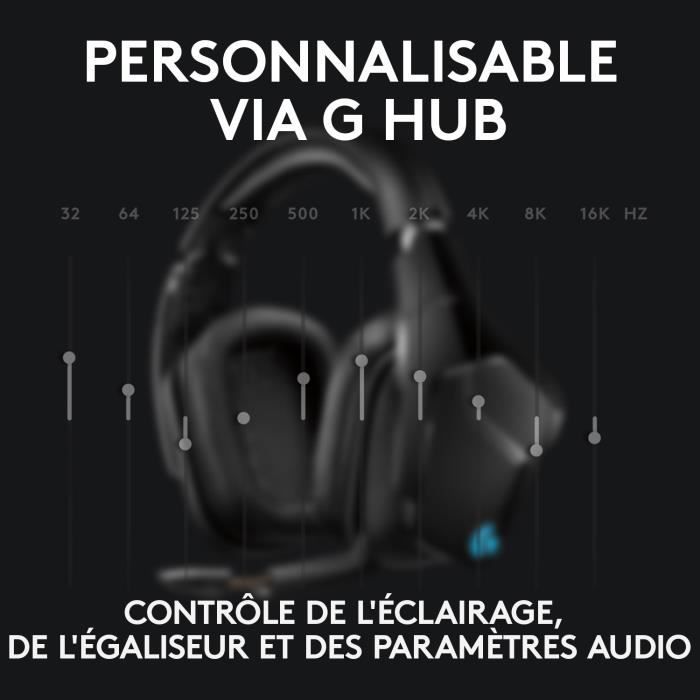 PERSONNALISABLE
VIA G HUB
32 64 125 250 500 1K 2K 4K 8K 16K HZ
CONTRÔLE DE L'ÉCLAIRAGE,
DE L'ÉGALISEUR ET DES PARAMÈTRES AUDIO